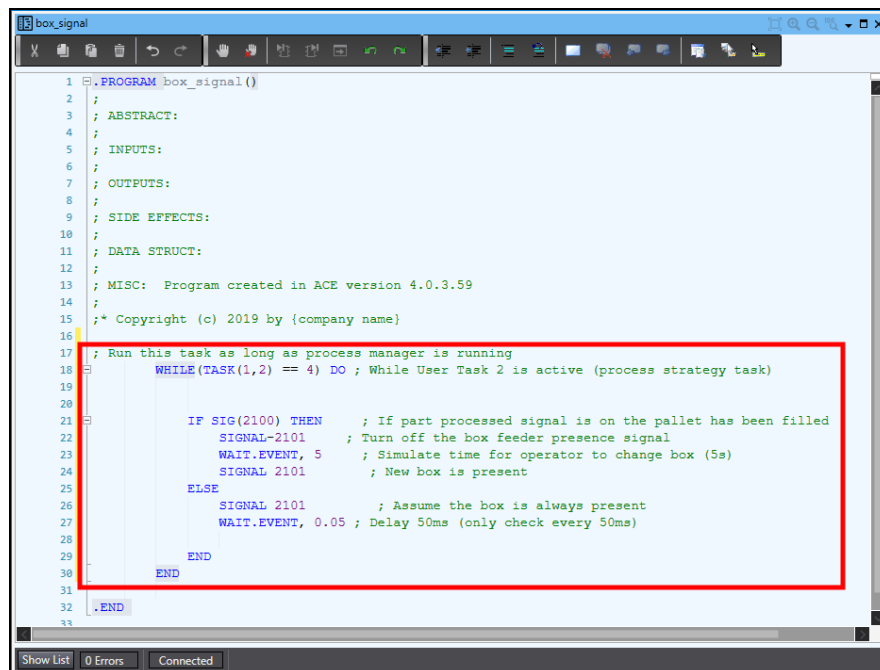 box_signal
1 .PROGRAM box_signal()
2 ;
3 ; ABSTRACT:
4 ;
5 ; INPUTS:
6 ;
7 ; OUTPUTS:
8 ;
9 ; SIDE EFFECTS:
10 ;
11 ; DATA STRUCT:
12 ;
13 ; MISC:  Program created in ACE version 4.0.3.59
14 ;
15 ;* Copyright (c) 2019 by {company name}
16
17 ; Run this task as long as process manager is running
18 WHILE(TASK(1,2) == 4) DO ; While User Task 2 is active (process strategy task)
19
20
21 IF SIG(2100) THEN ; If part processed signal is on the pallet has been filled
22 SIGNAL-2101 ; Turn off the box feeder presence signal
23 WAIT.EVENT, 5 ; Simulate time for operator to change box (5s)
24 SIGNAL 2101 ; New box is present
25 ELSE
26 SIGNAL 2101 ; Assume the box is always present
27 WAIT.EVENT, 0.05 ; Delay 50ms (only check every 50ms)
28
29 END
30 END
31
32 .END
33
Show List 0 Errors Connected